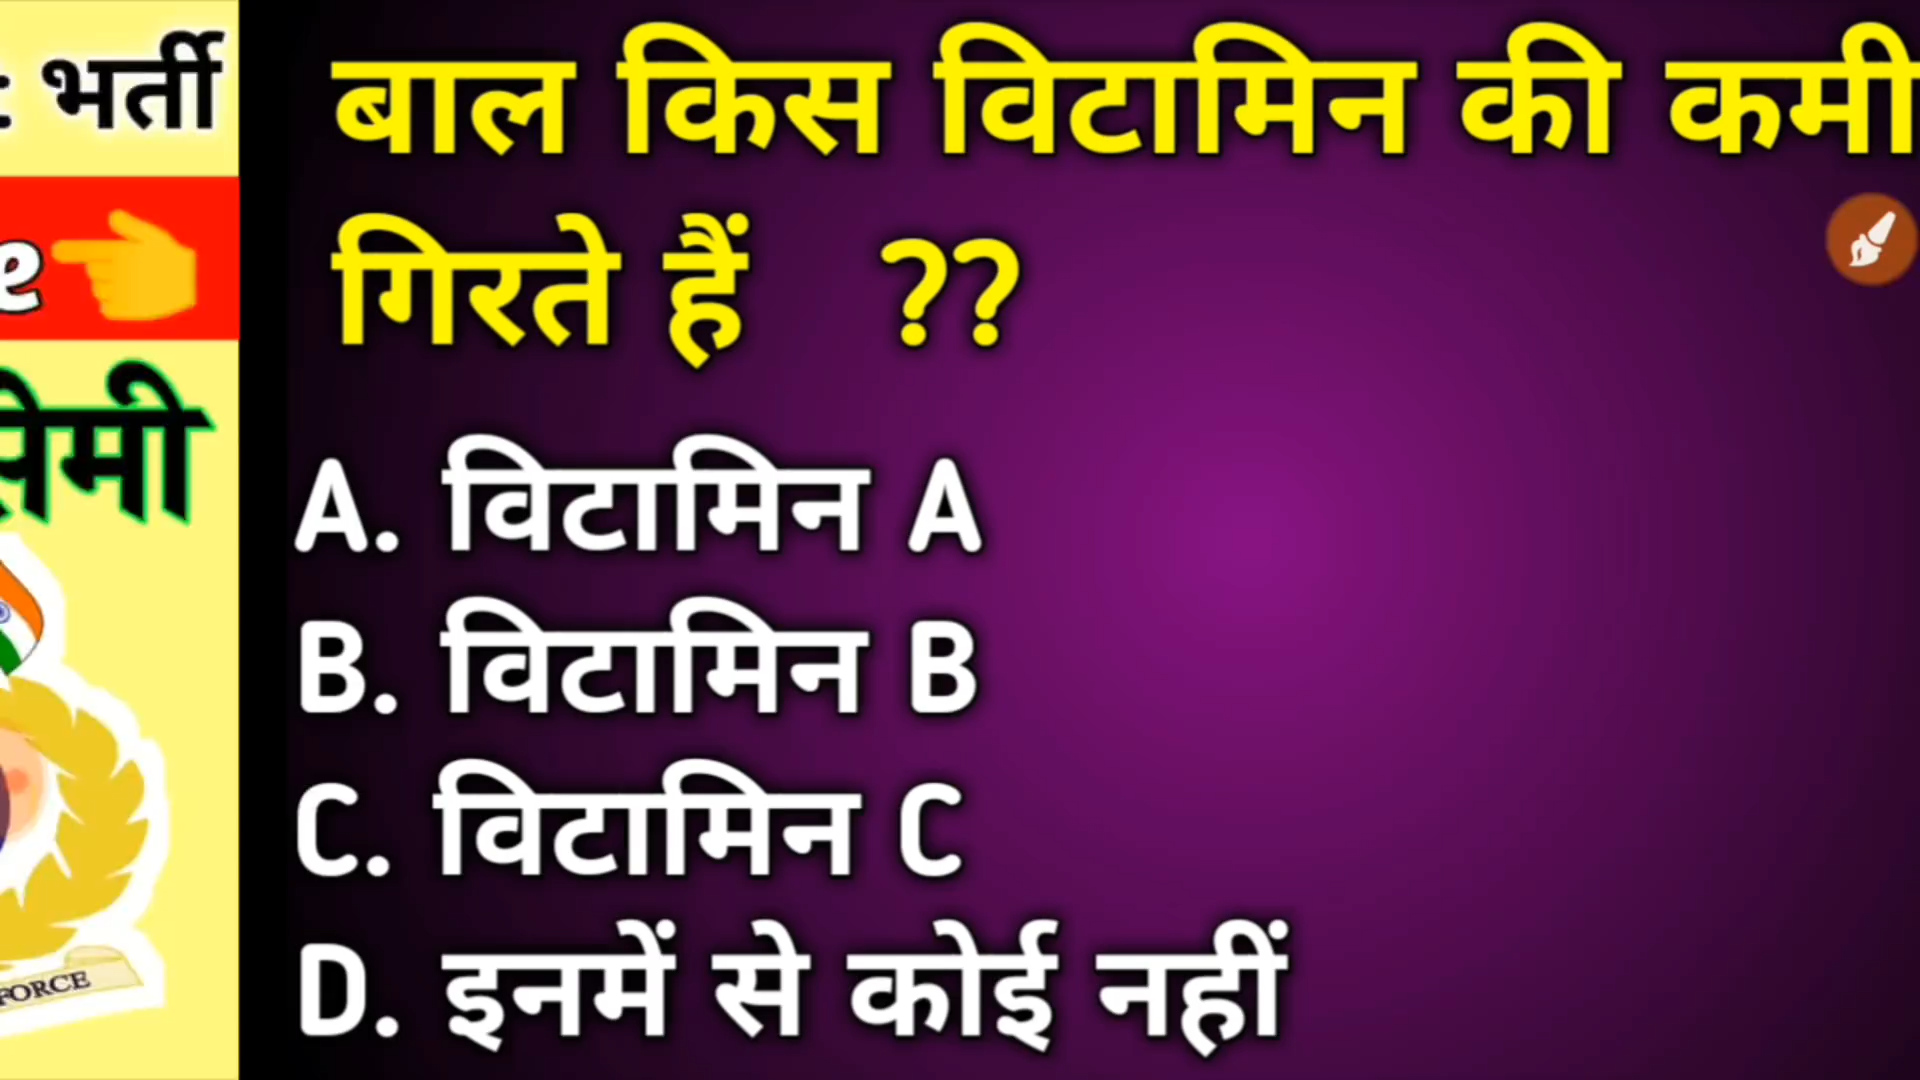 भर्ती
बाल किस विटामिन की कमी
गिरते हैं ??
A. विटामिन A
B. विटामिन B
C. विटामिन C
D. इनमें से कोई नहीं
FORCE